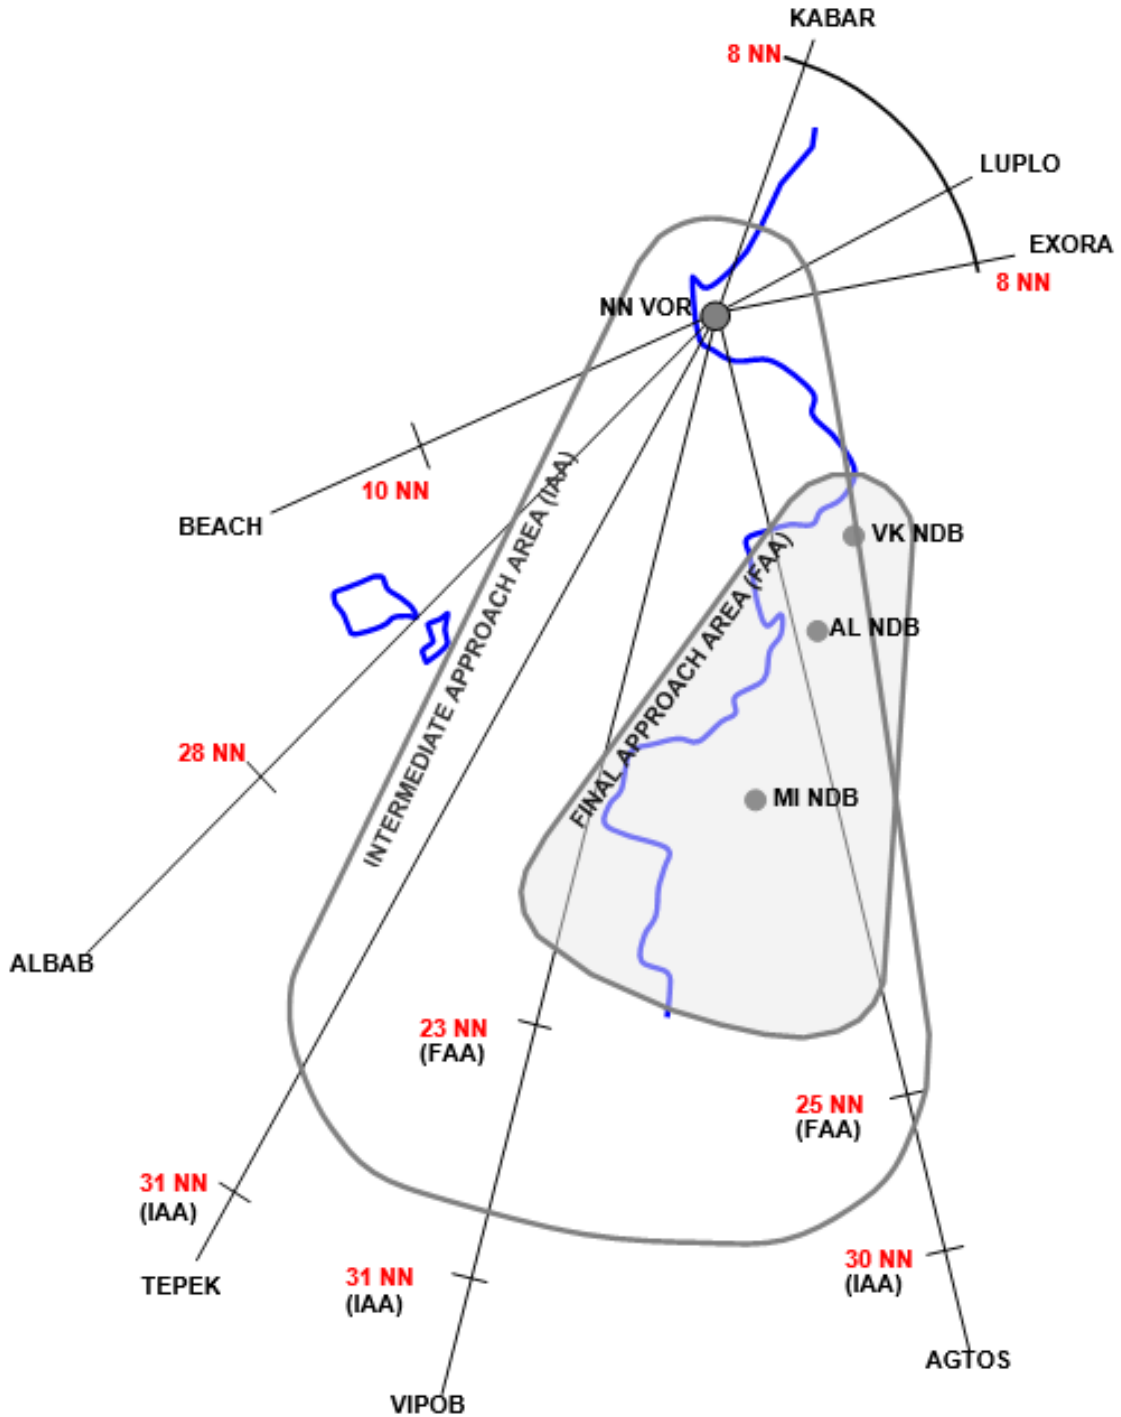 KABAR
8 NN
LUPLO
EXORA
8 NN
NN VOR
10 NN
BEACH
INTERMEDIATE APPROACH AREA (IAA)
FINAL APPROACH AREA (FAA)
VK NDB
AL NDB
28 NN
MI NDB
ALBAB
23 NN
(FAA)
25 NN
(FAA)
31 NN
(IAA)
TEPEK
31 NN
(IAA)
30 NN
(IAA)
AGTOS
VIPOB